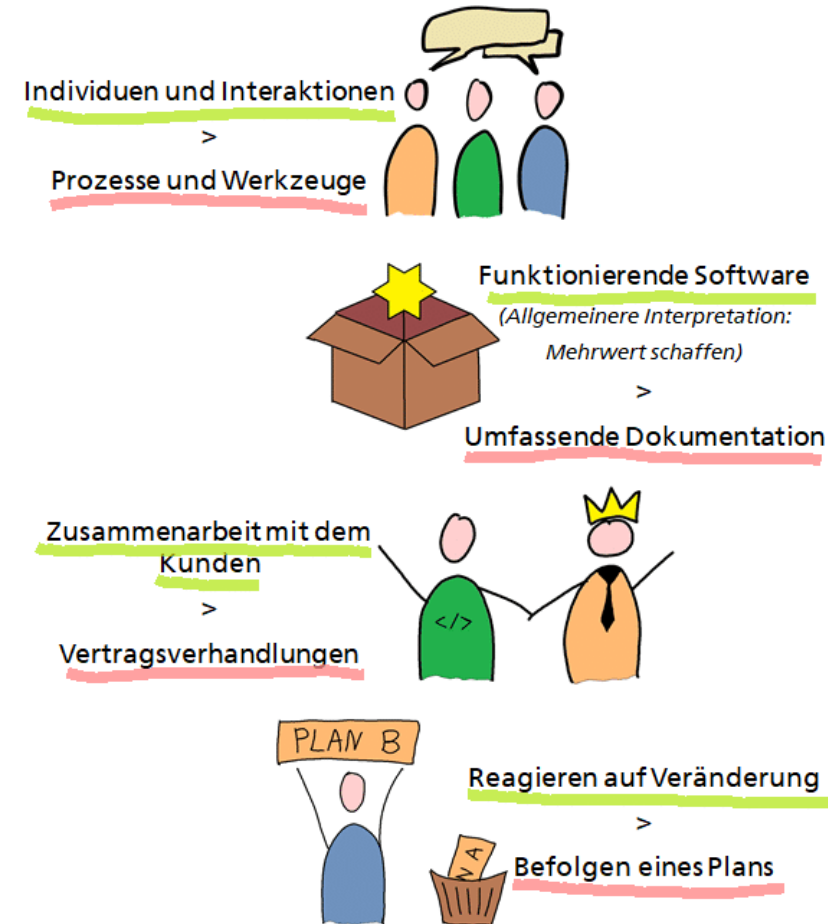 Individuen und Interaktionen
>
Prozesse und Werkzeuge
Funktionierende Software
(Allgemeinere Interpretation:
Mehrwert schaffen)
>
Umfassende Dokumentation
Zusammenarbeit mit dem
Kunden
>
Vertragsverhandlungen
</>
PLAN B
Reagieren auf Veränderung
>
Befolgen eines Plans